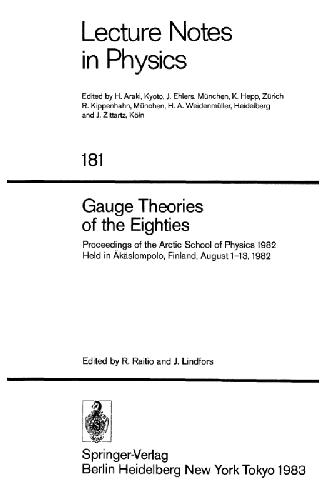 Lecture Notes
in Physics
Edited by H. Araki, Kyoto, J. Ehlers, München, K. Hepp, Zürich
R. Kippenhahn, München, H. A. Weidenmüller, Heidelberg
and J. Zittartz, Köln
181
Gauge Theories
of the Eighties
Proceedings of the Arctic School of Physics 1982
Held in Äkäslompolo, Finland, August 1–13, 1982
Edited by R. Raitio and J. Lindfors
Springer-Verlag
Berlin Heidelberg New York Tokyo 1983